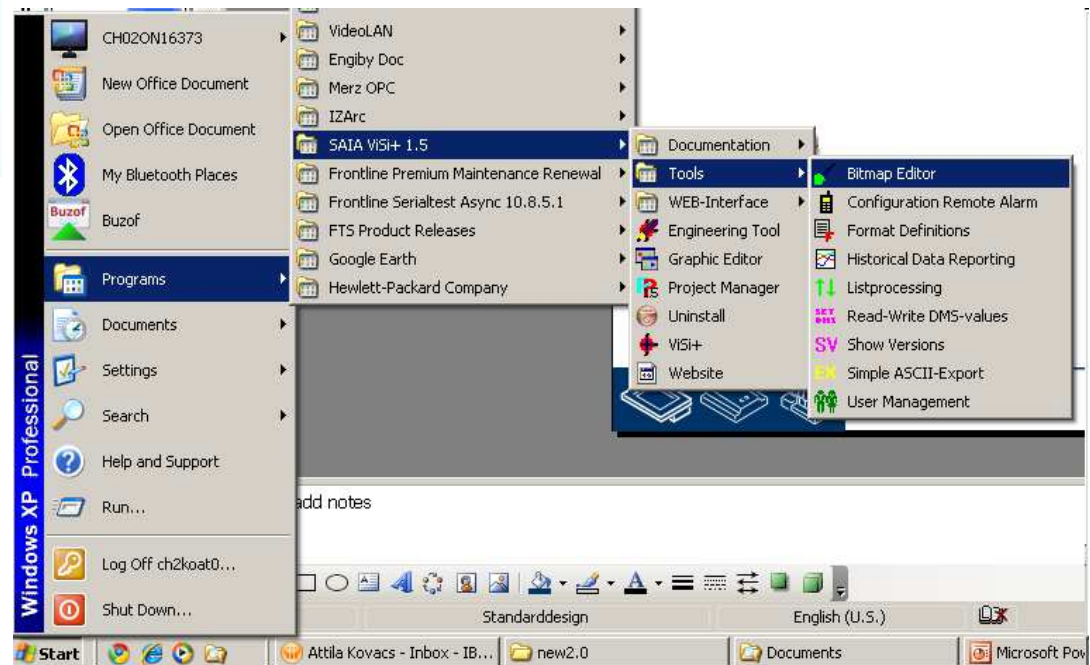 CH02ON16373
New Office Document
Open Office Document
My Bluetooth Places
Buzof
Buzof
Programs
Documents
Settings
Search
Help and Support
Run...
Log Off ch2koat0...
Shut Down...
Windows XP Professional
VideoLAN
Engiby Doc
Merz OPC
IZArc
SAIA ViSi+ 1.5
Frontline Premium Maintenance Renewal
Frontline Serialtest Async 10.8.5.1
FTS Product Releases
Google Earth
Hewlett-Packard Company
Documentation
Tools
WEB-Interface
Engineering Tool
Graphic Editor
Project Manager
Uninstall
ViSi+
Website
Bitmap Editor
Configuration Remote Alarm
Format Definitions
Historical Data Reporting
Listprocessing
Read-Write DMS-values
SV Show Versions
Simple ASCII-Export
User Management
add notes
Standarddesign
English (U.S.)
Start
Attila Kovacs - Inbox - IB...
new2.0
Documents
Microsoft Pow